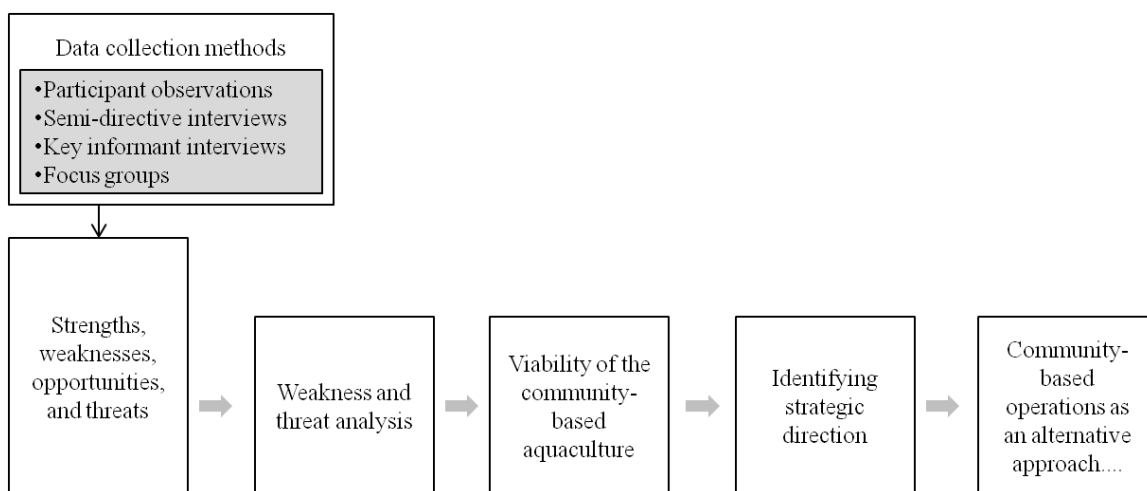 Data collection methods
•Participant observations
•Semi-directive interviews
•Key informant interviews
•Focus groups
Strengths,
weaknesses,
opportunities,
and threats
Weakness and
threat analysis
Viability of the
community-
based
aquaculture
Identifying
strategic
direction
Community-
based
operations as
an alternative
approach....